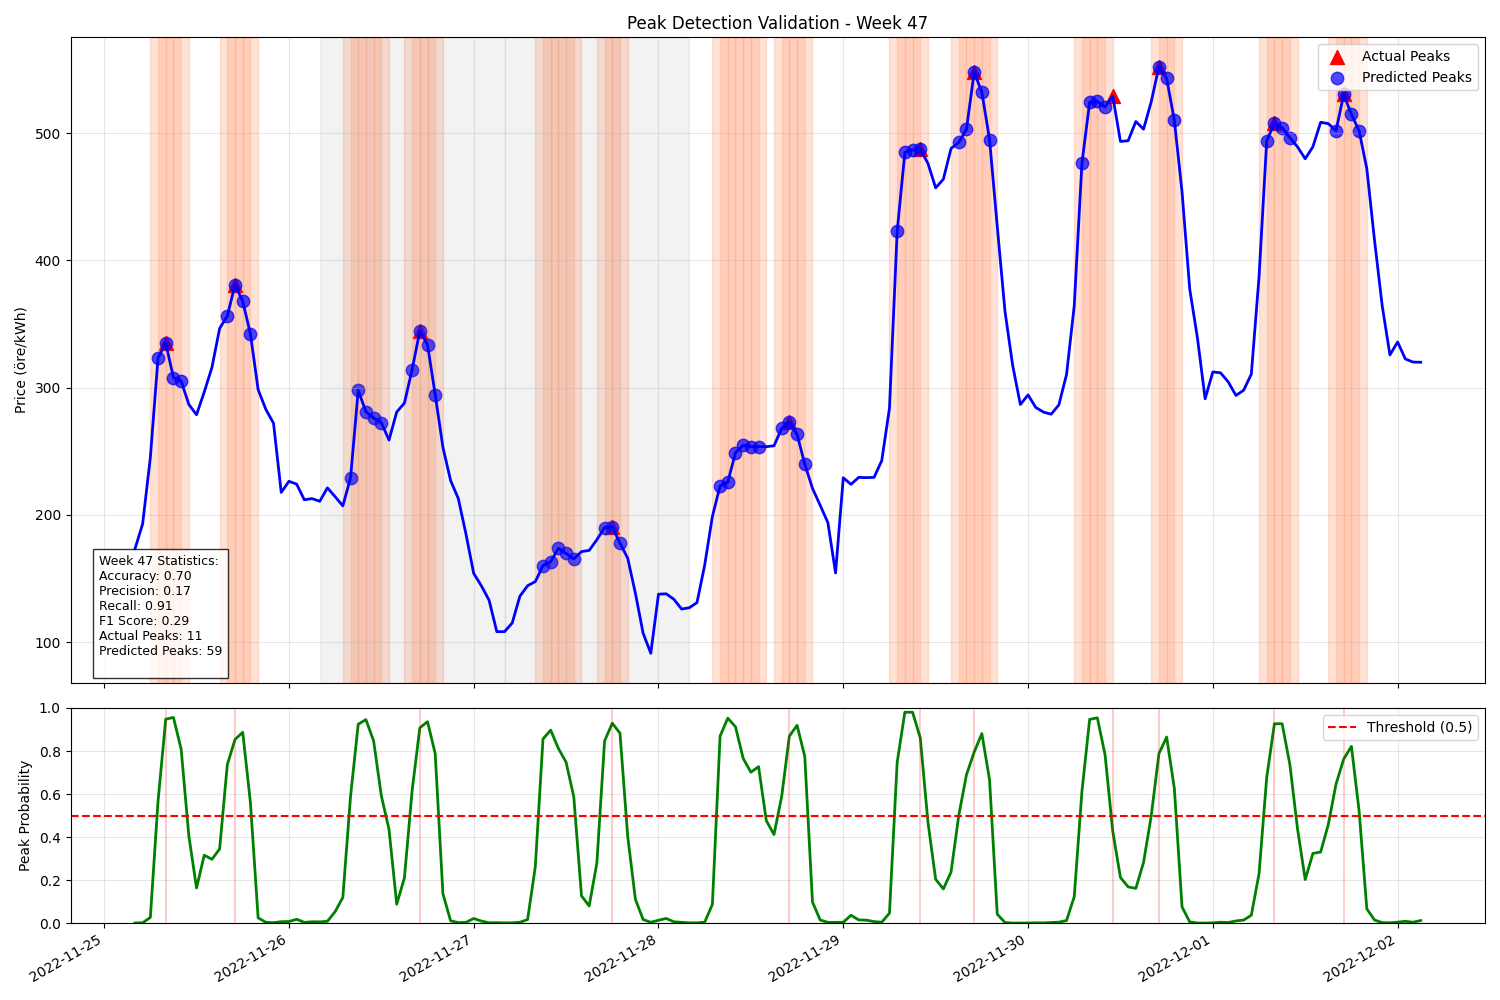 Peak Detection Validation - Week 47
Actual Peaks
Predicted Peaks
Price (öre/kWh)
500
400
300
200
100
Week 47 Statistics:
Accuracy: 0.70
Precision: 0.17
Recall: 0.91
F1 Score: 0.29
Actual Peaks: 11
Predicted Peaks: 59
Peak Probability
1.0
0.8
0.6
0.4
0.2
0.0
Threshold (0.5)
2022-11-25
2022-11-26
2022-11-27
2022-11-28
2022-11-29
2022-11-30
2022-12-01
2022-12-02